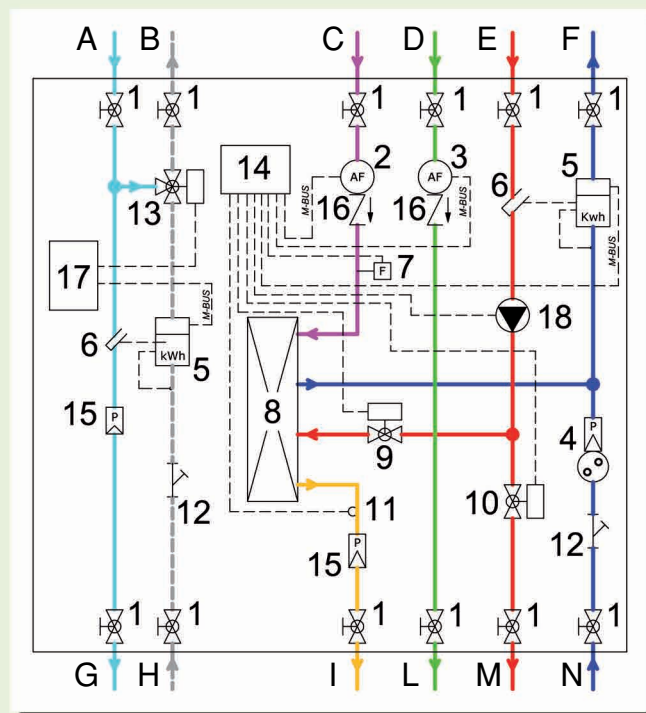 A B C D E F
1 1 1 1 1 1
14 2 3 5
AF AF 6
13 M-BUS 16 16 M-BUS Kwh
17 F 7 M-BUS
M-BUS 18
6 kWh 5
15 P 8 P 4
9
12 11 10
15 P 12
1 1 1 1 1 1
G H I L M N